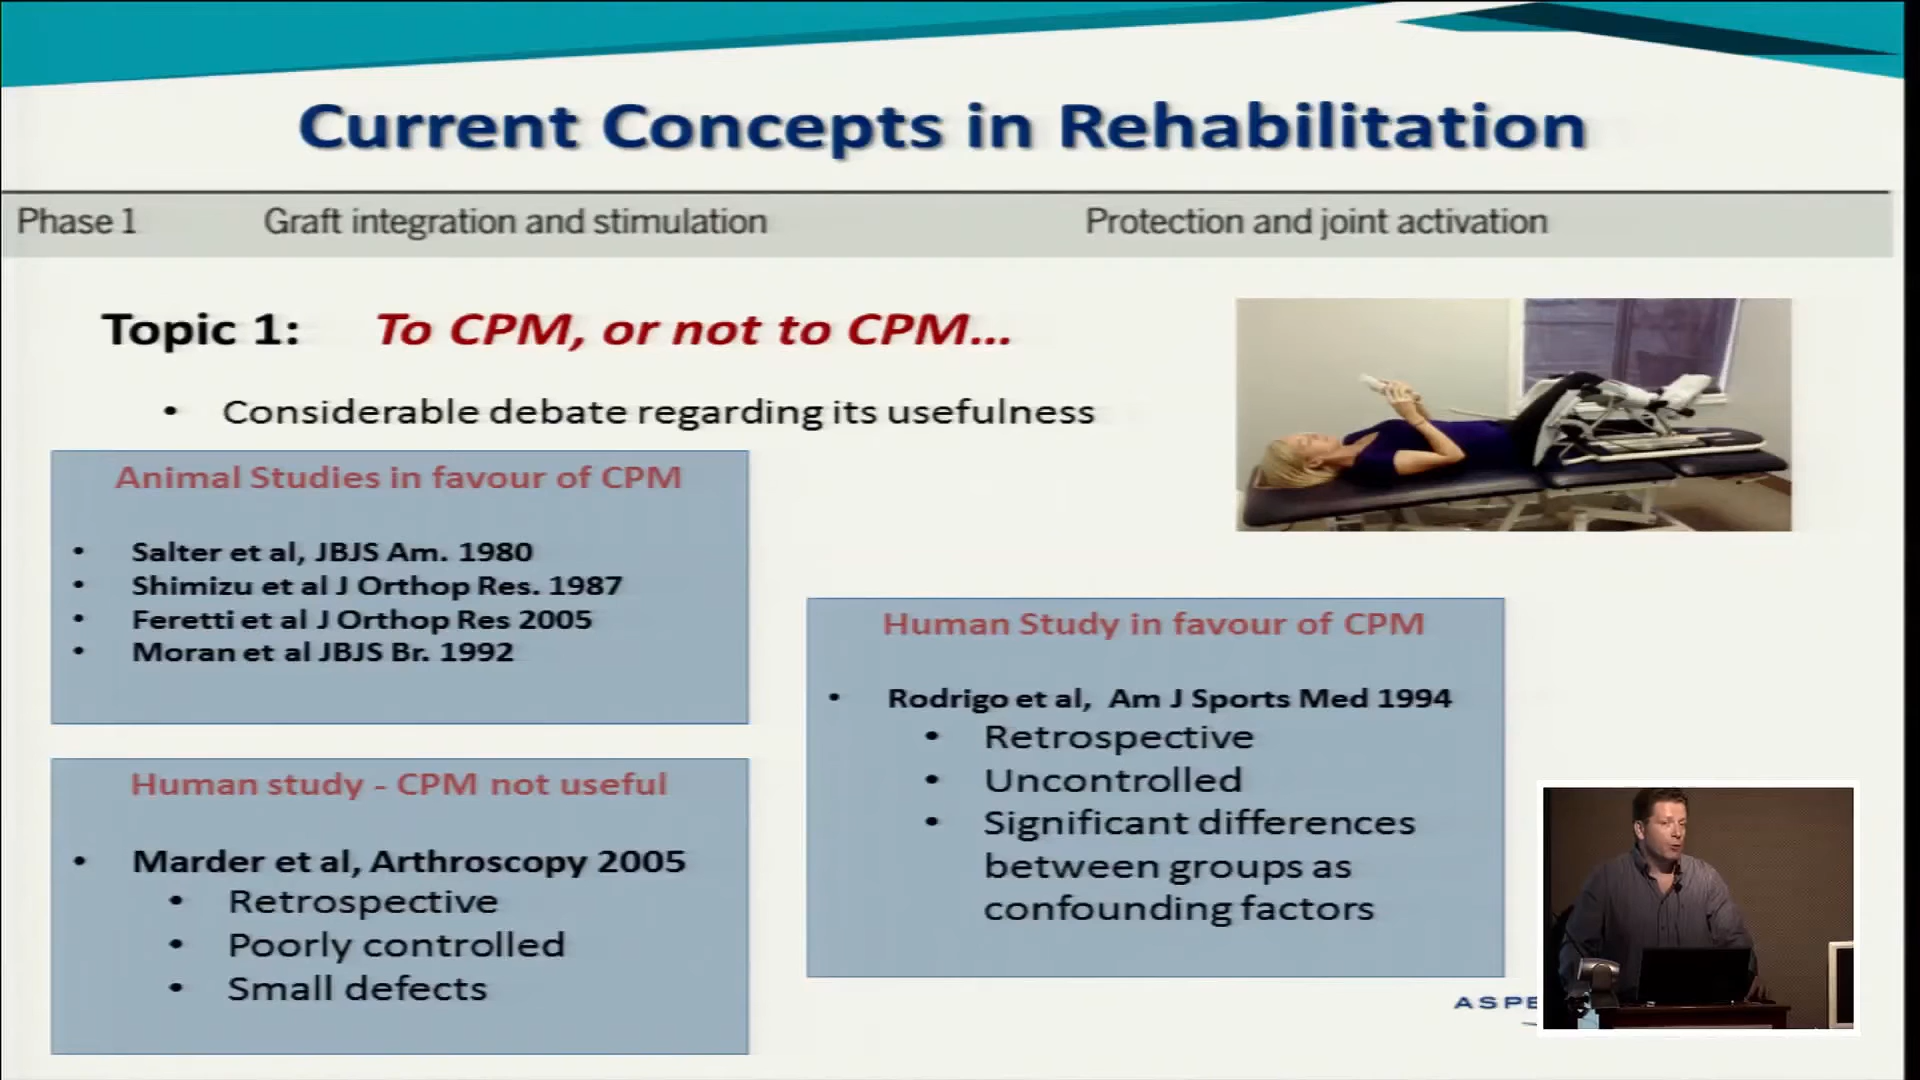 Current Concepts in Rehabilitation
Phase 1 Graft integration and stimulation Protection and joint activation
Topic 1: To CPM, or not to CPM...
• Considerable debate regarding its usefulness
Animal Studies in favour of CPM
• Salter et al, JBJS Am. 1980
• Shimizu et al J Orthop Res. 1987
• Feretti et al J Orthop Res 2005
• Moran et al JBJS Br. 1992
Human study - CPM not useful
• Marder et al, Arthroscopy 2005
• Retrospective
• Poorly controlled
• Small defects
Human Study in favour of CPM
• Rodrigo et al, Am J Sports Med 1994
• Retrospective
• Uncontrolled
• Significant differences
between groups as
confounding factors